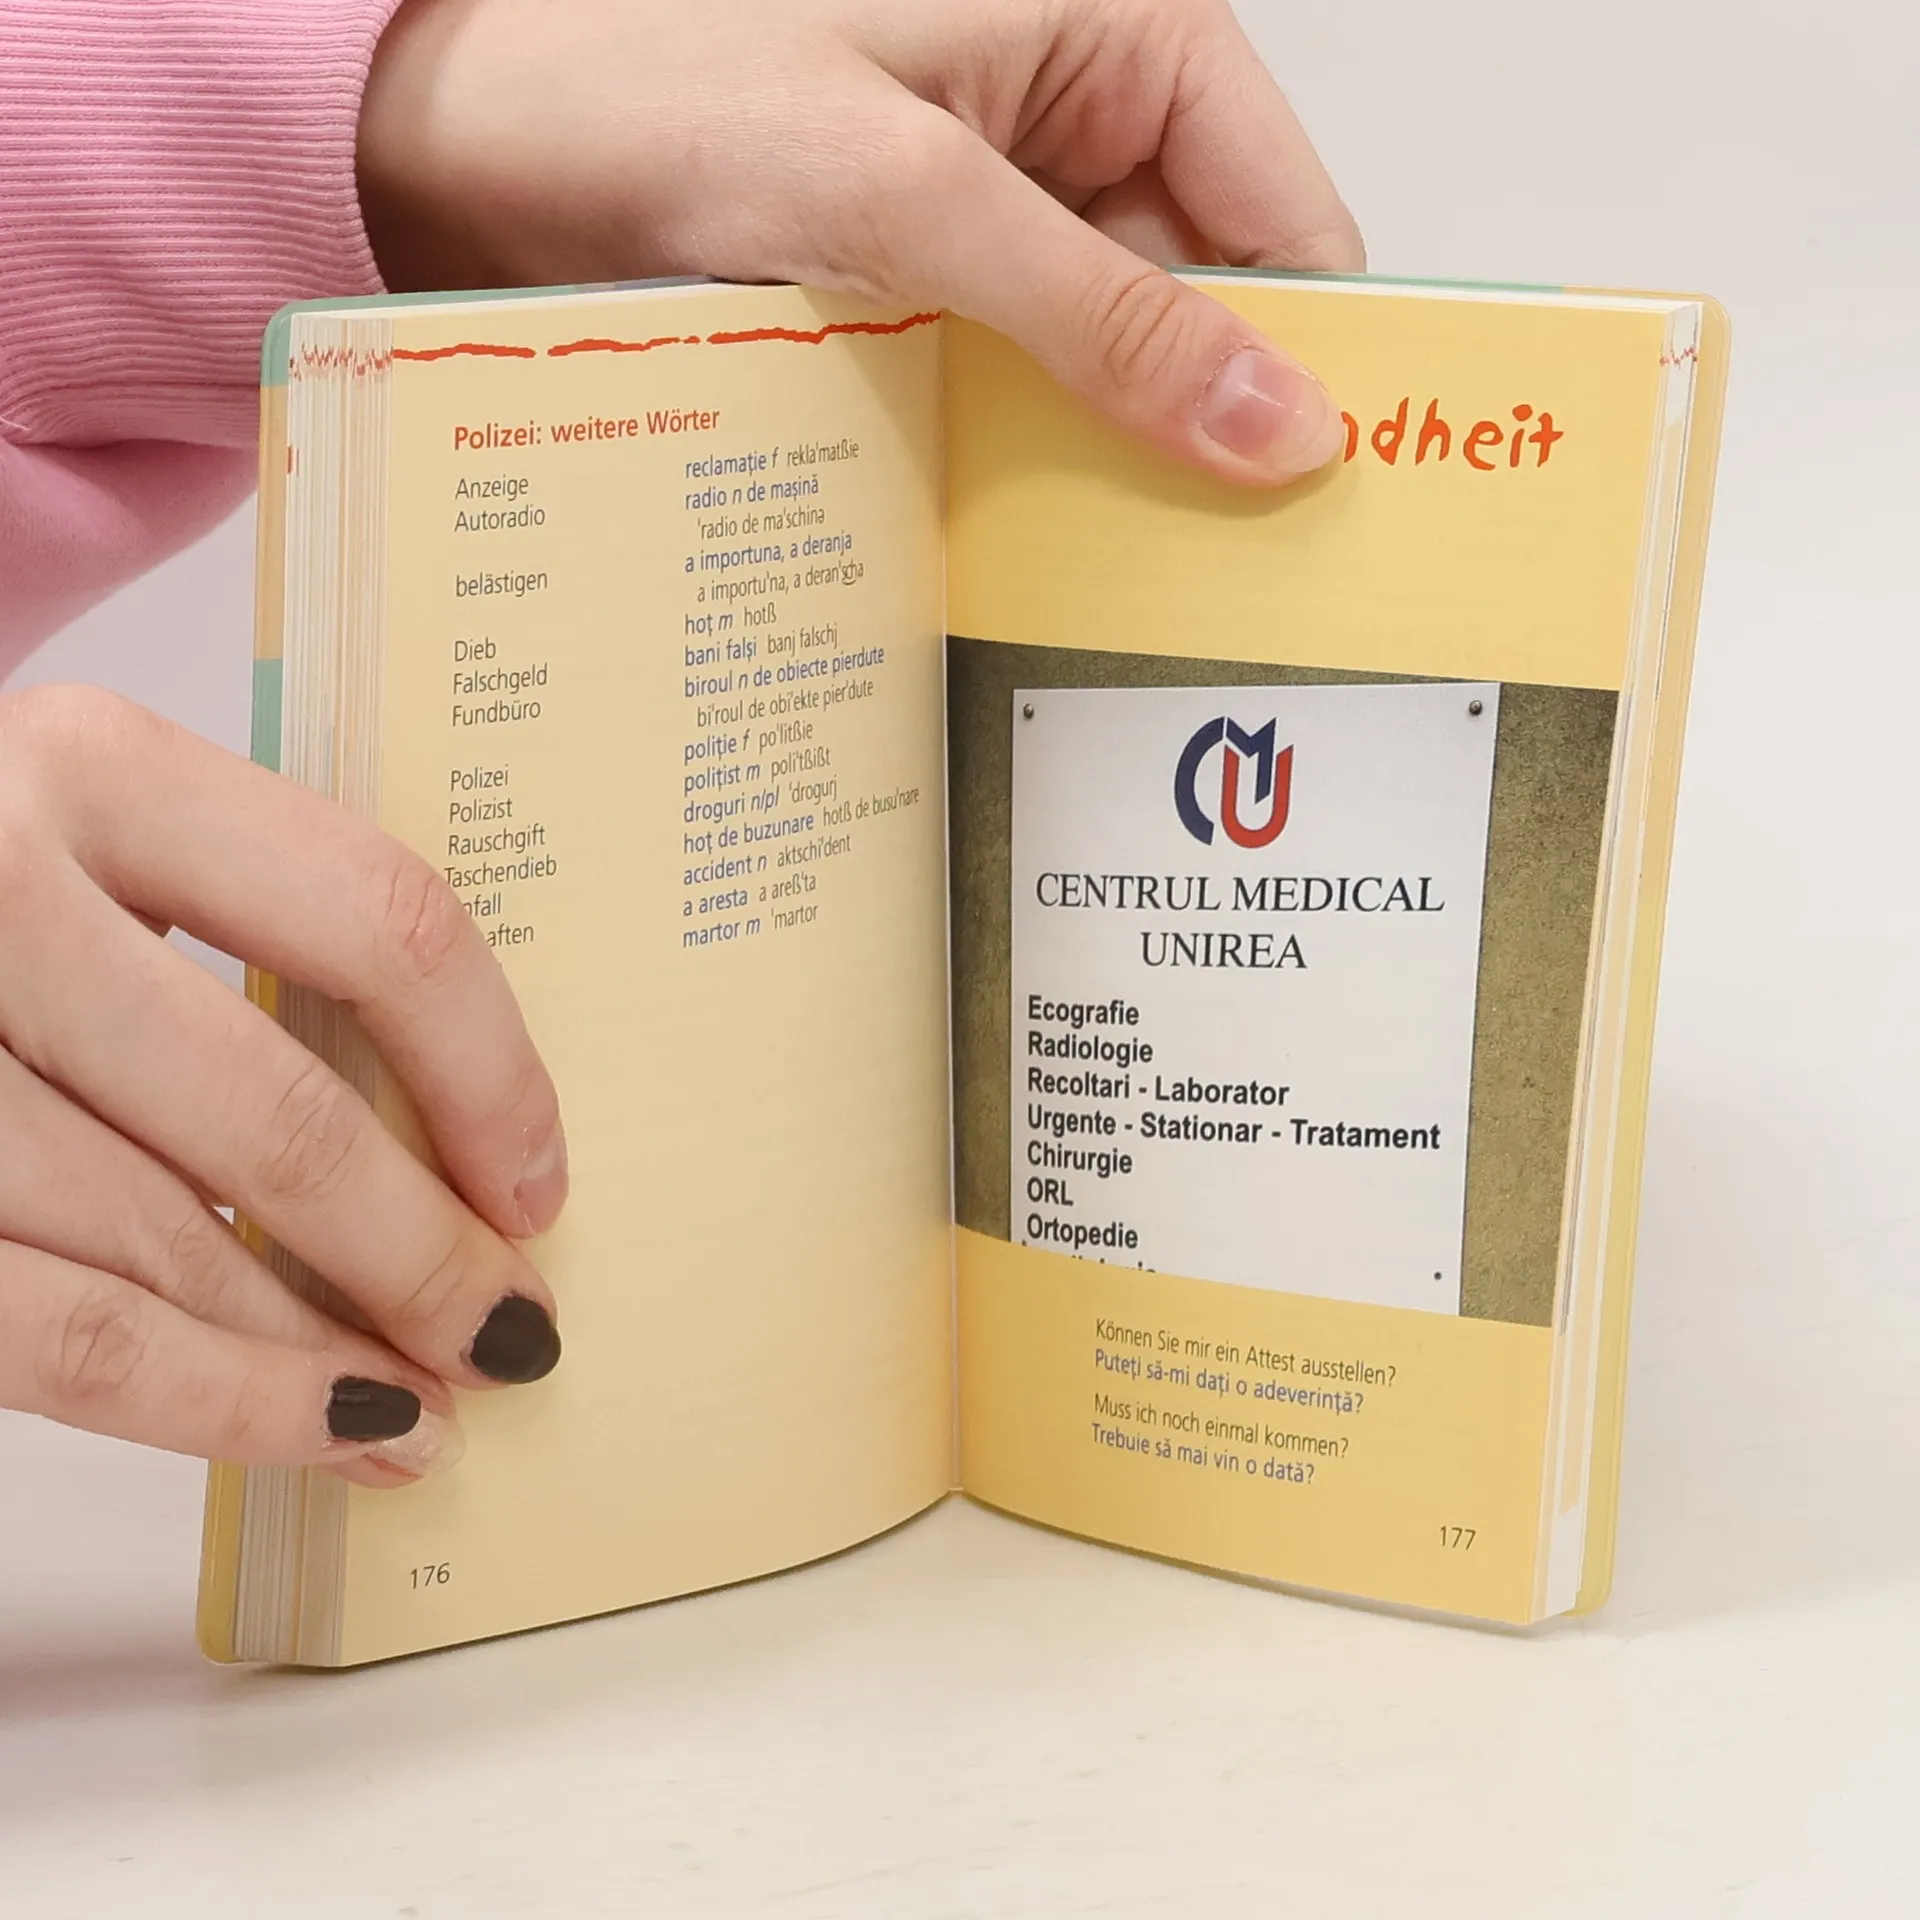 Polizei: weitere Wörter
Anzeige reclamație f rekla'matßie
Autoradio radio n de mașină
'radio de ma'schinə
belästigen a importuna, a deranja
a importu'na, a deran'scha
Dieb hoț m hotß
Falschgeld bani falși banj falschj
Fundbüro biroul n de obiecte pierdute
bi'roul de obi'ekte pier'dute
Polizei poliție f po'litßie
Polizist polițist m poli'tßißt
Rauschgift droguri n/pl 'drogurj
Taschendieb hoț de buzunare hotß de busu'nare
nfall accident n aktschi'dent
aften a aresta a areß'ta
martor m 'martor
176
ndheit
CMU
CENTRUL MEDICAL
UNIREA
Ecografie
Radiologie
Recoltari - Laborator
Urgente - Stationar - Tratament
Chirurgie
ORL
Ortopedie
Können Sie mir ein Attest ausstellen?
Puteți să-mi dați o adeverință?
Muss ich noch einmal kommen?
Trebuie să mai vin o dată?
177